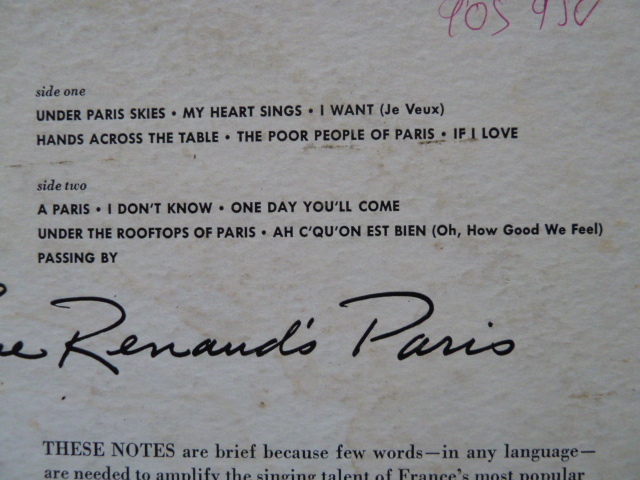 side one
UNDER PARIS SKIES • MY HEART SINGS • I WANT (Je Veux)
HANDS ACROSS THE TABLE • THE POOR PEOPLE OF PARIS • IF I LOVE
side two
A PARIS • I DON'T KNOW • ONE DAY YOU'LL COME
UNDER THE ROOFTOPS OF PARIS • AH C'QU'ON EST BIEN (Oh, How Good We Feel)
PASSING BY
Renaud's Paris
THESE NOTES are brief because few words—in any language—
are needed to amplify the singing talent of France's most popular